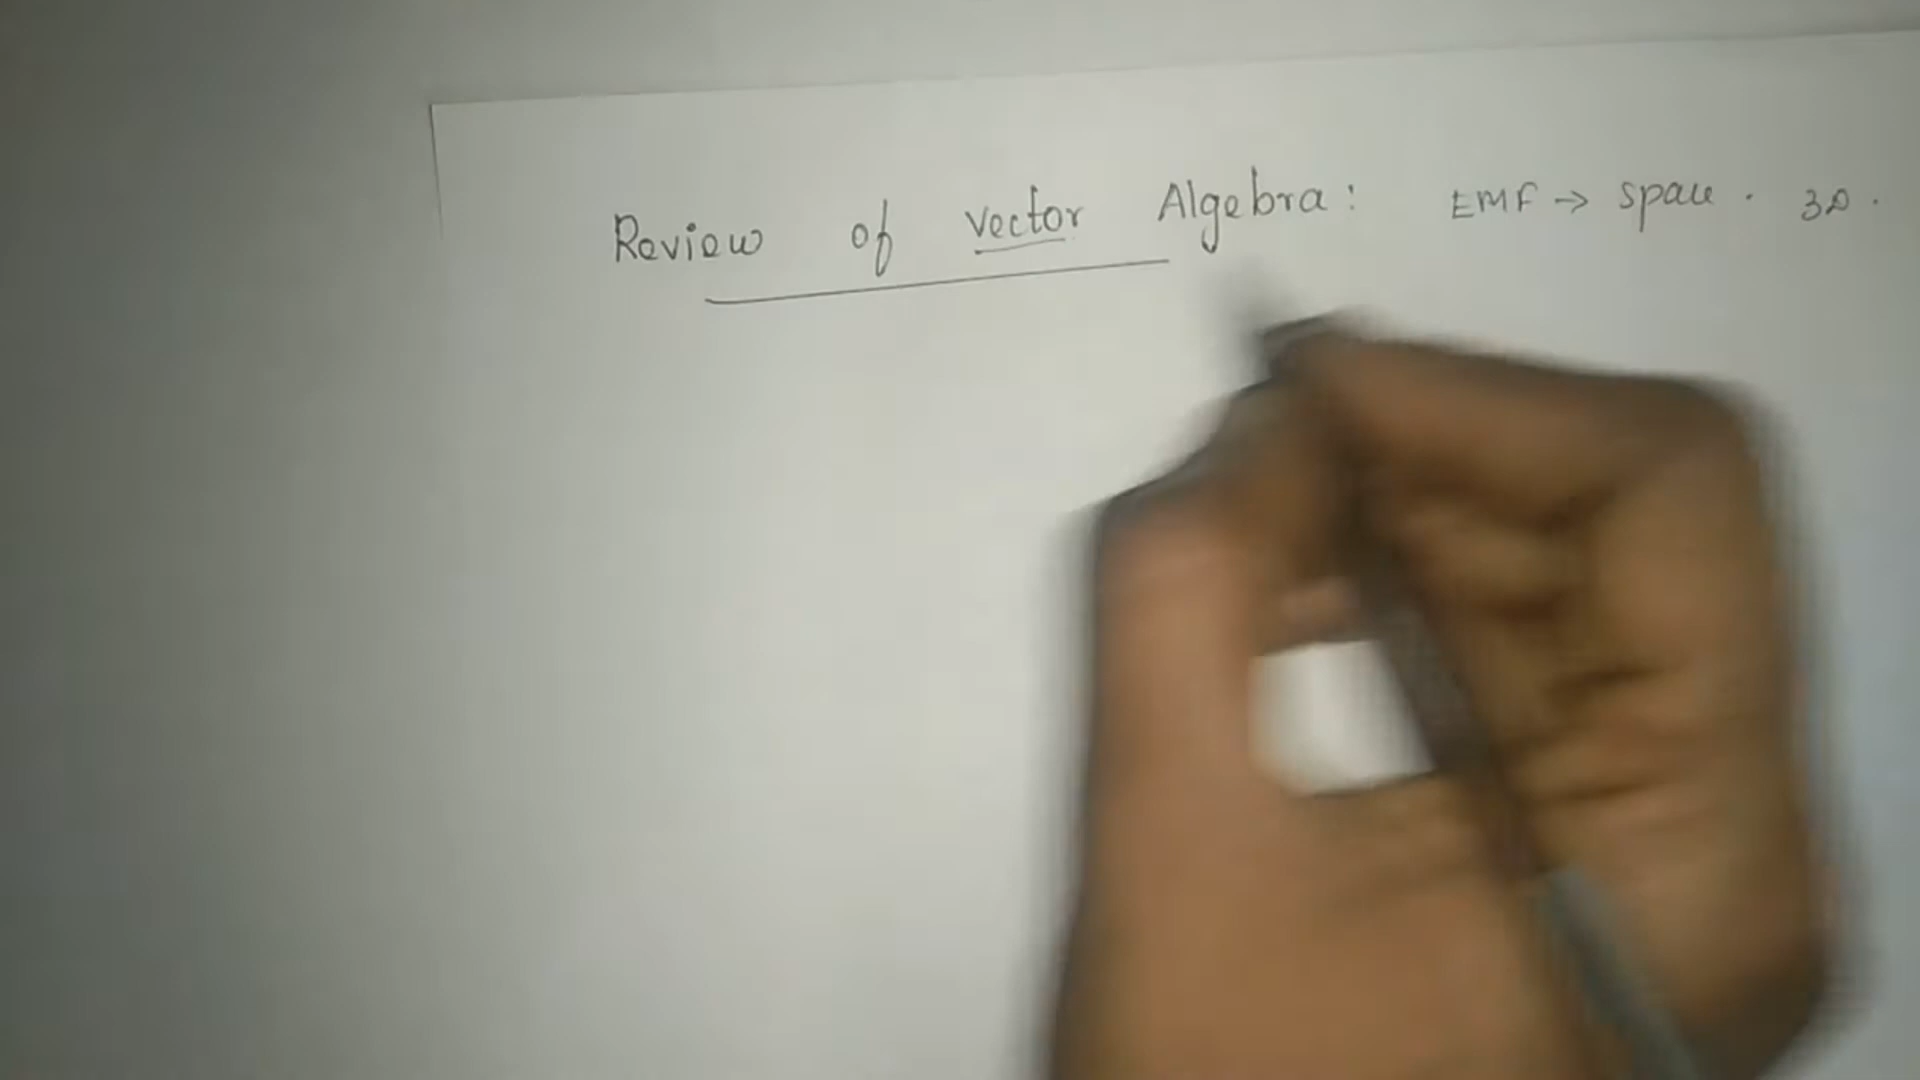 Review of vector Algebra: EMF → space. 3D.